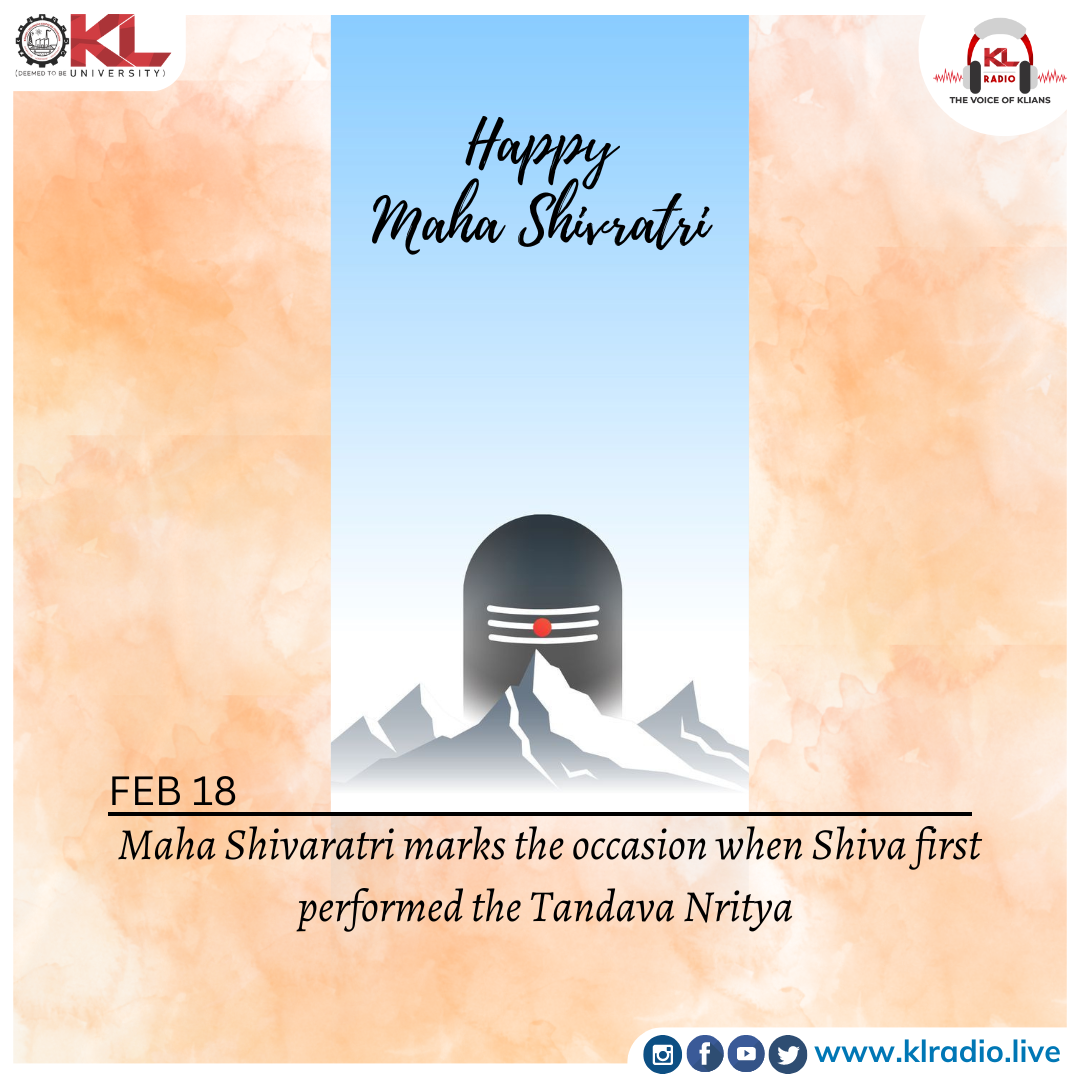 KL
(DEEMED TO BE UNIVERSITY)
KL
RADIO
THE VOICE OF KLIANS
Happy
Maha Shivratri
FEB 18
Maha Shivaratri marks the occasion when Shiva first
performed the Tandava Nritya
www.klradio.live